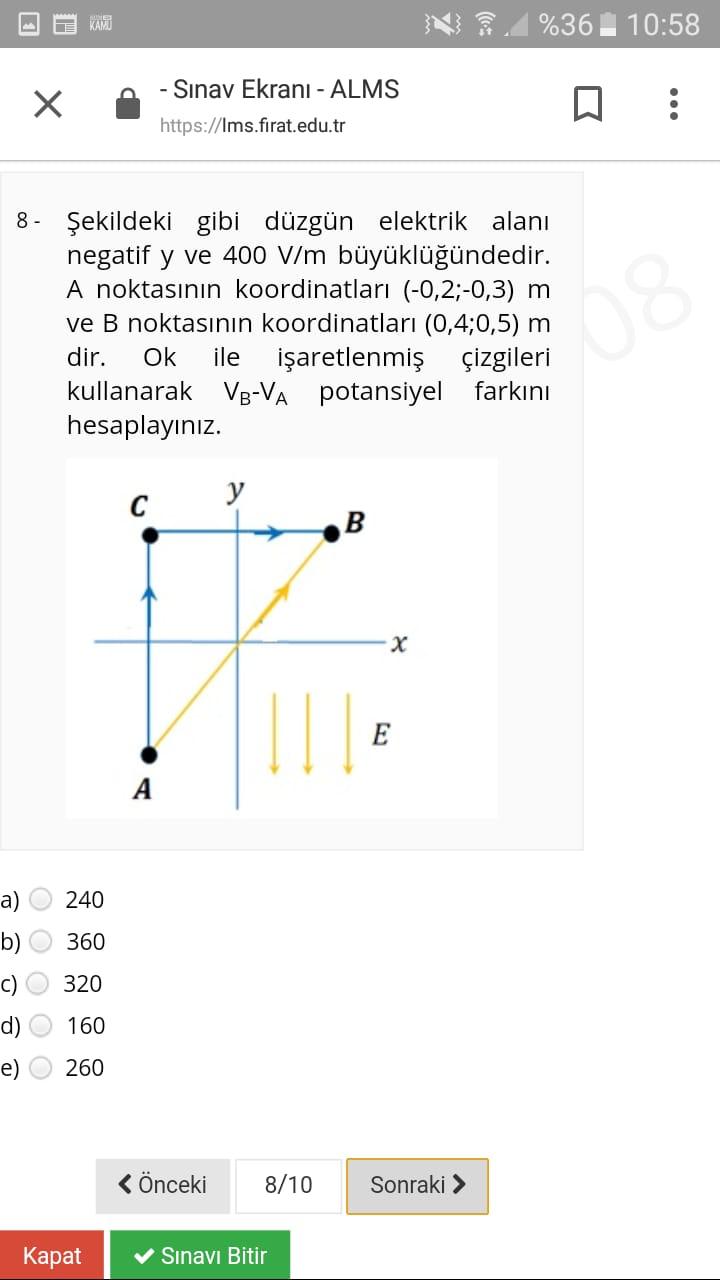 KAMU
%36 10:58
- Sınav Ekranı - ALMS
https://lms.firat.edu.tr
8 - Şekildeki gibi düzgün elektrik alanı
negatif y ve 400 V/m büyüklüğündedir.
A noktasının koordinatları (-0,2;-0,3) m
ve B noktasının koordinatları (0,4;0,5) m
dir. Ok ile işaretlenmiş çizgileri
kullanarak VB-VA potansiyel farkını
hesaplayınız.
08
C y B
x
E
A
a) 240
b) 360
c) 320
d) 160
e) 260
Önceki 8/10 Sonraki
Kapat Sınavı Bitir